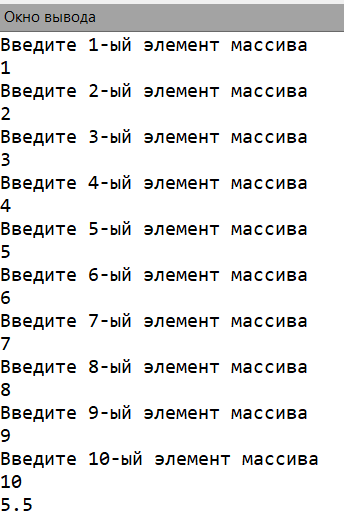 Окно вывода
Введите 1-ый элемент массива
1
Введите 2-ый элемент массива
2
Введите 3-ый элемент массива
3
Введите 4-ый элемент массива
4
Введите 5-ый элемент массива
5
Введите 6-ый элемент массива
6
Введите 7-ый элемент массива
7
Введите 8-ый элемент массива
8
Введите 9-ый элемент массива
9
Введите 10-ый элемент массива
10
5.5